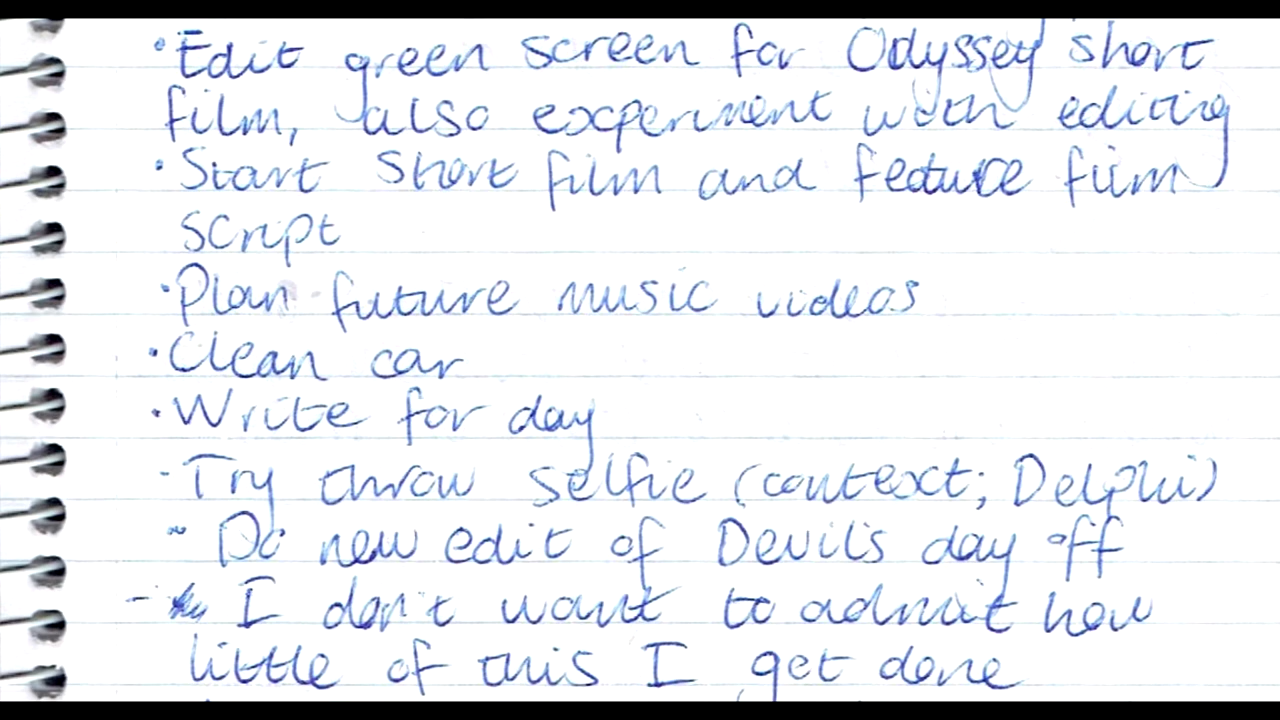 •Edit green screen for Odyssey short
film, also experiment with editing
•Start short film and feature film
script
•Plan future music videos
•Clean car
•Write for day
-Try throw selfie (context; Delphi)
~ Do new edit of Devil's day off
- I don't want to admit how
little of this I get done